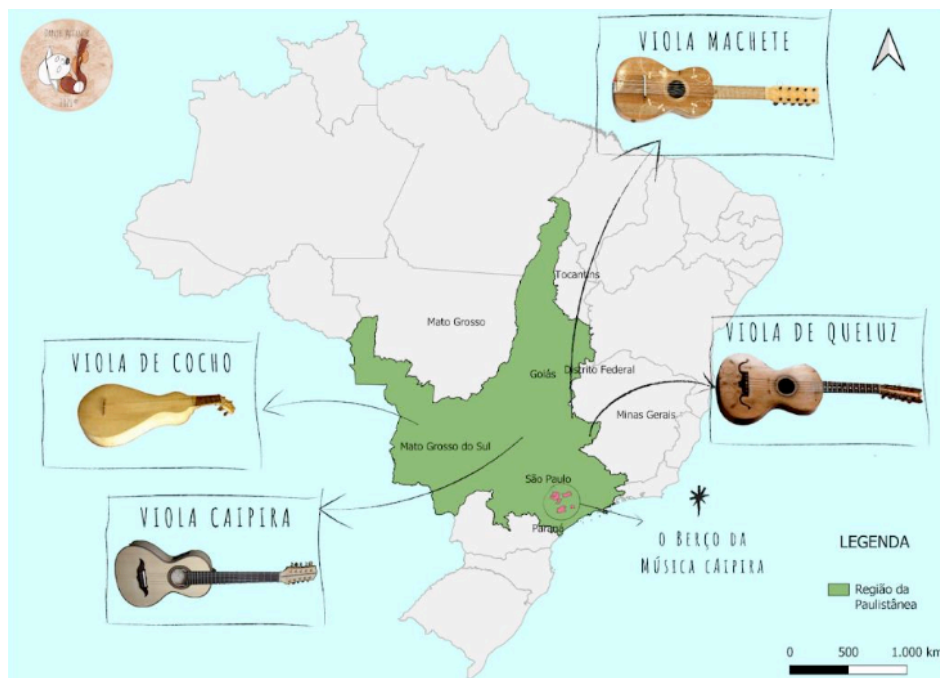 VIOLA MACHETE
Tocantins
Mato Grosso
VIOLA DE COCHO
VIOLA DE QUELUZ
Goiás
Distrito Federal
Minas Gerais
Mato Grosso do Sul
São Paulo
VIOLA CAIPIRA
Paraná
O BERÇO DA
MÚSICA CAIPIRA
LEGENDA
Região da
Paulistânea
0 500 1.000 km